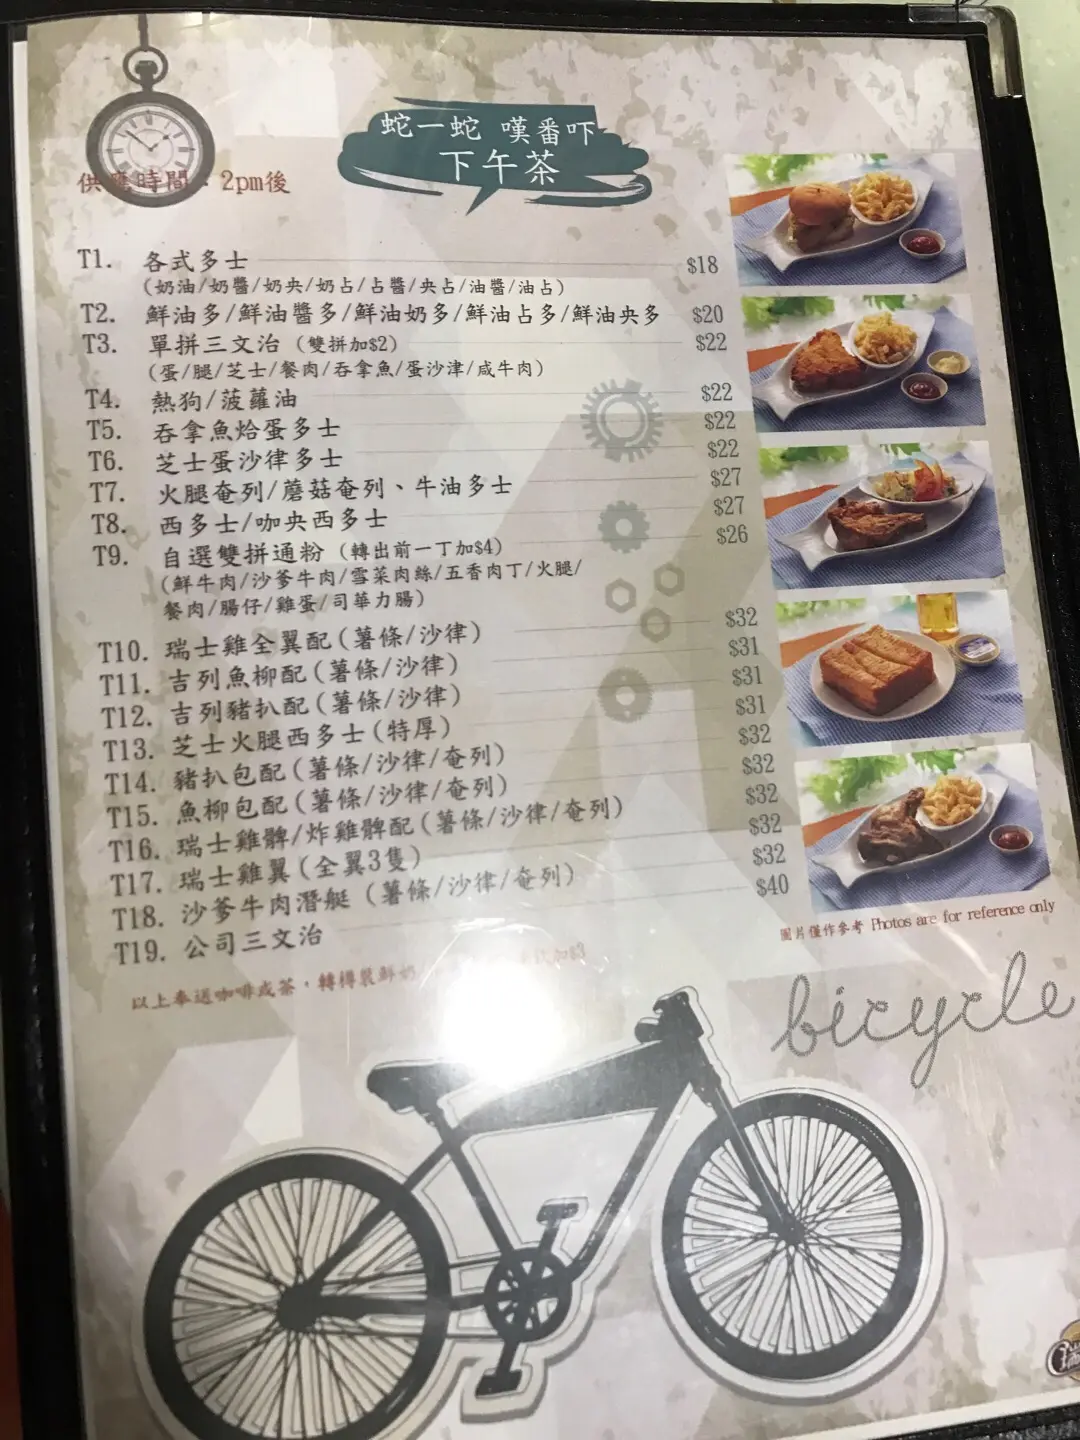 蛇一蛇 嘆番吓
下午茶
供應時間：2pm後
T1. 各式多士 $18
(奶油/奶醬/奶央/奶占/占醬/央占/油醬/油占)
T2. 鮮油多/鮮油醬多/鮮油奶多/鮮油占多/鮮油央多 $20
T3. 單拼三文治 (雙拼加$2) $22
(蛋/腿/芝士/餐肉/吞拿魚/蛋沙津/咸牛肉)
T4. 熱狗/菠蘿油 $22
T5. 吞拿魚烚蛋多士 $22
T6. 芝士蛋沙律多士 $22
T7. 火腿奄列/蘑菇奄列、牛油多士 $27
T8. 西多士/咖央西多士 $27
T9. 自選雙拼通粉 (轉出前一丁加$4) $26
(鮮牛肉/沙爹牛肉/雪菜肉絲/五香肉丁/火腿/
餐肉/腸仔/雞蛋/司華力腸)
T10. 瑞士雞全翼配(薯條/沙律) $32
T11. 吉列魚柳配(薯條/沙律) $31
T12. 吉列豬扒配(薯條/沙律) $31
T13. 芝士火腿西多士(特厚) $31
T14. 豬扒包配(薯條/沙律/奄列) $32
T15. 魚柳包配(薯條/沙律/奄列) $32
T16. 瑞士雞髀/炸雞髀配(薯條/沙律/奄列) $32
T17. 瑞士雞翼(全翼3隻) $32
T18. 沙爹牛肉潛艇 (薯條/沙律/奄列) $32
T19. 公司三文治 $40
以上奉送咖啡或茶，轉樽裝鮮奶 加$3
圖片僅作參考 Photos are for reference only
bicycle